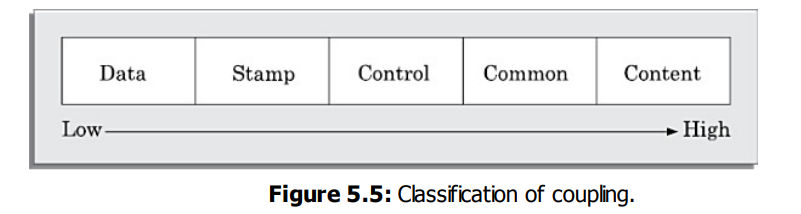 Data Stamp Control Common Content
Low High
Figure 5.5: Classification of coupling.